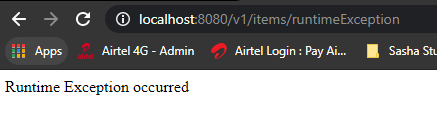 localhost:8080/v1/items/runtimeException
Apps
Airtel 4G - Admin
Airtel Login : Pay Ai...
Sasha Stu
Runtime Exception occurred